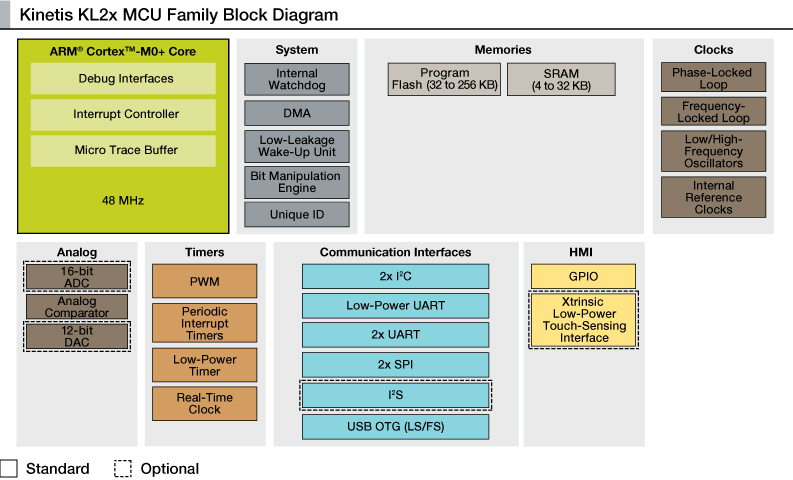 Kinetis KL2x MCU Family Block Diagram
ARM® Cortex™-M0+ Core
Debug Interfaces
Interrupt Controller
Micro Trace Buffer
48 MHz
System
Internal
Watchdog
DMA
Low-Leakage
Wake-Up Unit
Bit Manipulation
Engine
Unique ID
Memories
Program
Flash (32 to 256 KB)
SRAM
(4 to 32 KB)
Clocks
Phase-Locked
Loop
Frequency-
Locked Loop
Low/High-
Frequency
Oscillators
Internal
Reference
Clocks
Analog
16-bit
ADC
Analog
Comparator
12-bit
DAC
Timers
PWM
Periodic
Interrupt
Timers
Low-Power
Timer
Real-Time
Clock
Communication Interfaces
2x I²C
Low-Power UART
2x UART
2x SPI
I²S
USB OTG (LS/FS)
HMI
GPIO
Xtrinsic
Low-Power
Touch-Sensing
Interface
Standard
Optional